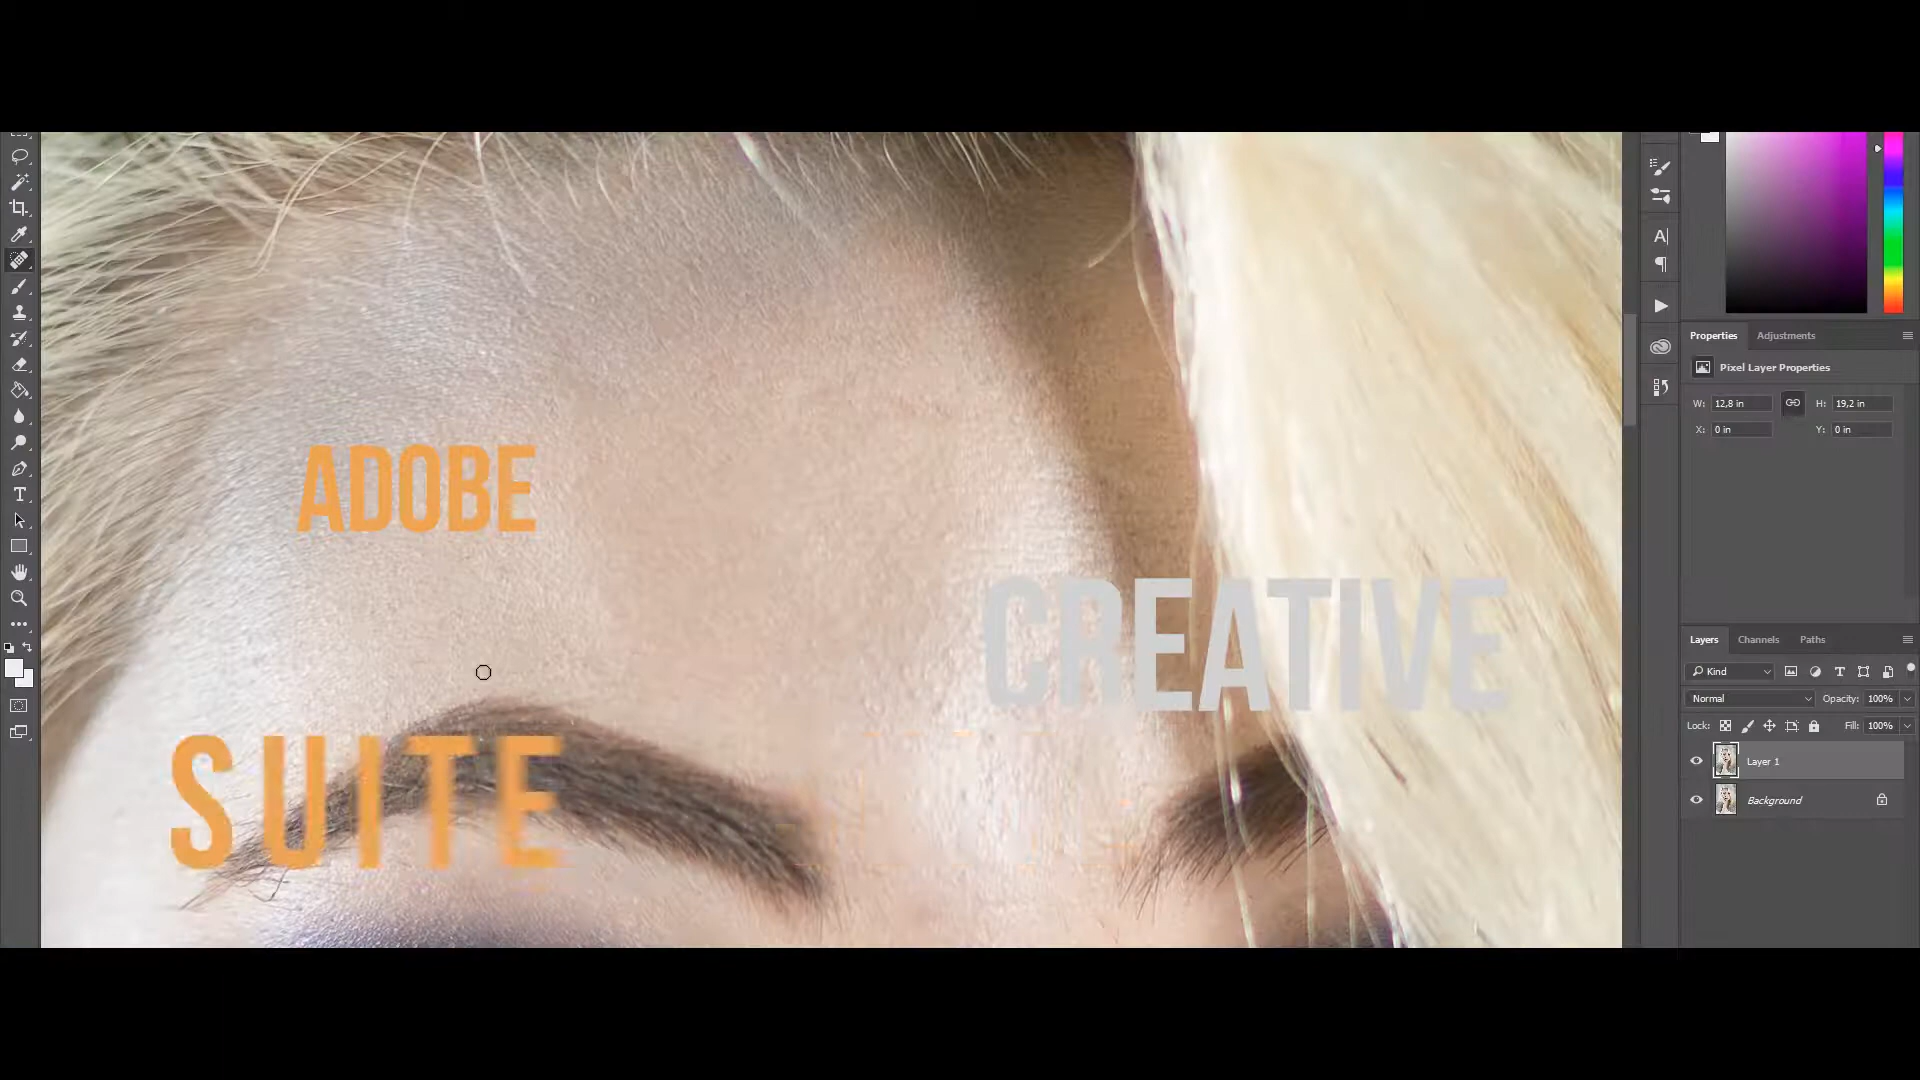 ADOBE
CREATIVE
SUITE
Properties
Adjustments
Pixel Layer Properties
W: 12,8 in
H: 19,2 in
X: 0 in
Y: 0 in
Layers
Channels
Paths
Kind
Normal
Opacity: 100%
Lock:
Fill: 100%
Layer 1
Background